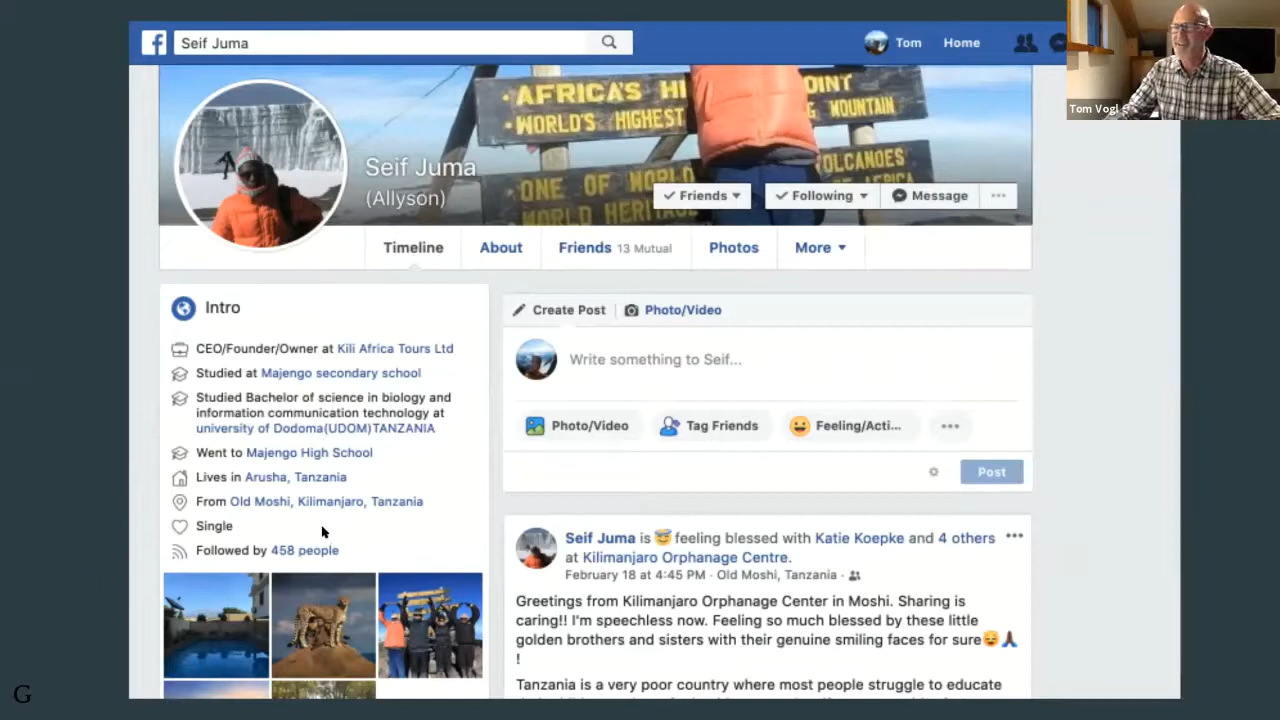 Seif Juma
Tom
Home
Tom Vogl
AFRICA'S HI
OINT
WORLD'S HIGHEST
G MOUNTAIN
ONE OF WORLD
VOLCANOES
WORLD HERITAG
AFRICA
Seif Juma
(Allyson)
Friends
Following
Message
Timeline
About
Friends 13 Mutual
Photos
More
Intro
CEO/Founder/Owner at Kili Africa Tours Ltd
Studied at Majengo secondary school
Studied Bachelor of science in biology and
information communication technology at
university of Dodoma(UDOM)TANZANIA
Went to Majengo High School
Lives in Arusha, Tanzania
From Old Moshi, Kilimanjaro, Tanzania
Single
Followed by 458 people
Create Post
Photo/Video
Write something to Seif...
Photo/Video
Tag Friends
Feeling/Acti...
Post
Seif Juma is 😇 feeling blessed with Katie Koepke and 4 others
at Kilimanjaro Orphanage Centre.
February 18 at 4:45 PM · Old Moshi, Tanzania ·
Greetings from Kilimanjaro Orphanage Center in Moshi. Sharing is
caring!! I'm speechless now. Feeling so much blessed by these little
golden brothers and sisters with their genuine smiling faces for sure😄🙏
!
Tanzania is a very poor country where most people struggle to educate
G